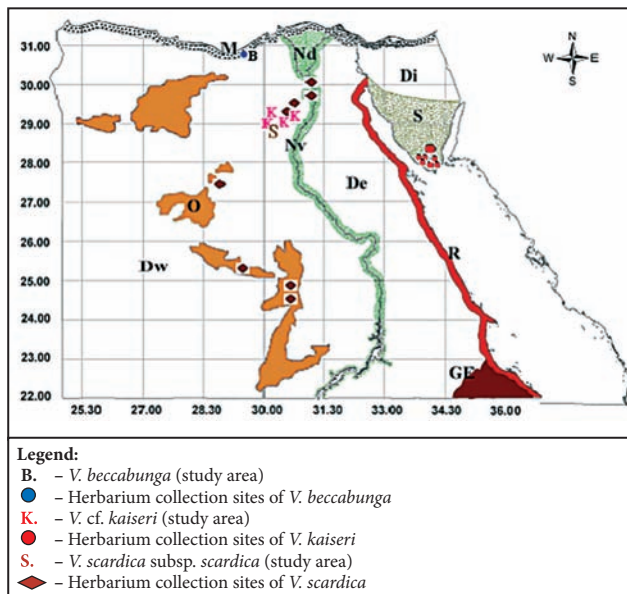 31.00
30.00
29.00
28.00
27.00
26.00
25.00
24.00
23.00
22.00
25.30
27.00
28.30
30.00
31.30
33.00
34.30
36.00
M
B
Nd
Di
S
K
K
K
K
S
Nv
De
O
Dw
R
GE
N
W E
S
Legend:
B. – V. beccabunga (study area)
– Herbarium collection sites of V. beccabunga
K. – V. cf. kaiseri (study area)
– Herbarium collection sites of V. kaiseri
S. – V. scardica subsp. scardica (study area)
– Herbarium collection sites of V. scardica